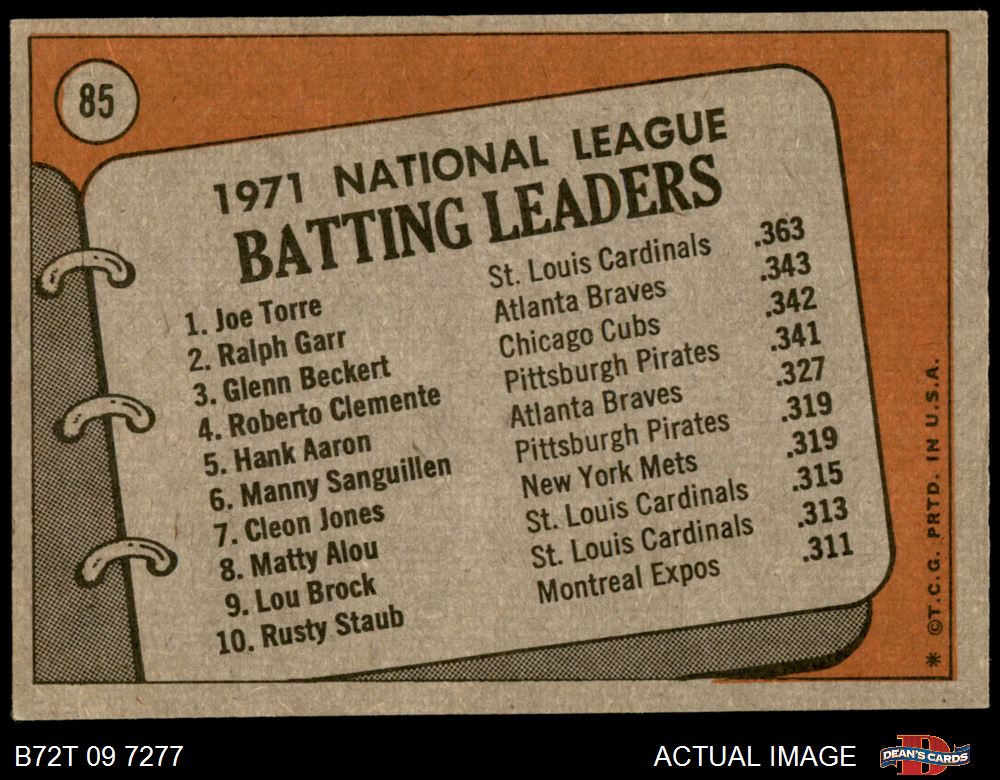 85
1971 NATIONAL LEAGUE
BATTING LEADERS
1. Joe Torre St. Louis Cardinals .363
2. Ralph Garr Atlanta Braves .343
3. Glenn Beckert Chicago Cubs .342
4. Roberto Clemente Pittsburgh Pirates .341
5. Hank Aaron Atlanta Braves .327
6. Manny Sanguillen Pittsburgh Pirates .319
7. Cleon Jones New York Mets .319
8. Matty Alou St. Louis Cardinals .315
9. Lou Brock St. Louis Cardinals .313
10. Rusty Staub Montreal Expos .311
* ©T.C.G. PRTD. IN U.S.A.
B72T 09 7277
ACTUAL IMAGE
D
DEAN'S CARDS